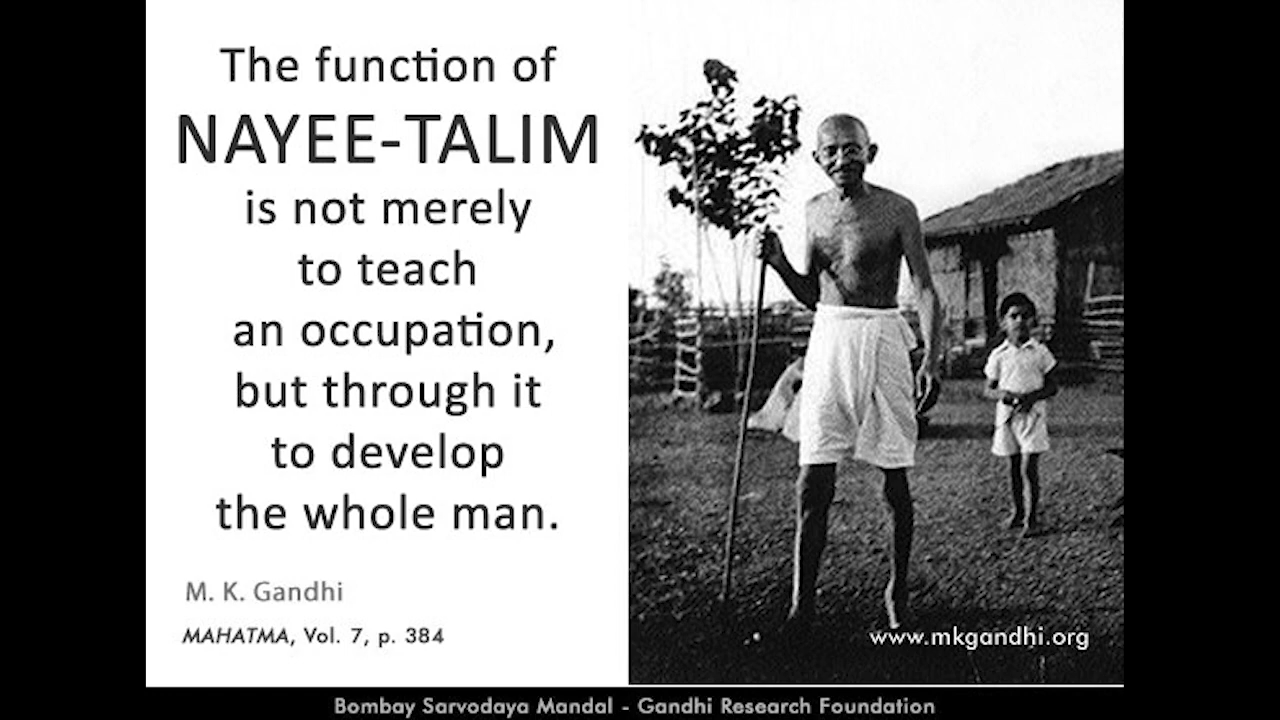 The function of
NAYEE-TALIM
is not merely
to teach
an occupation,
but through it
to develop
the whole man.
M. K. Gandhi
MAHATMA, Vol. 7, p. 384
www.mkgandhi.org
Bombay Sarvodaya Mandal - Gandhi Research Foundation